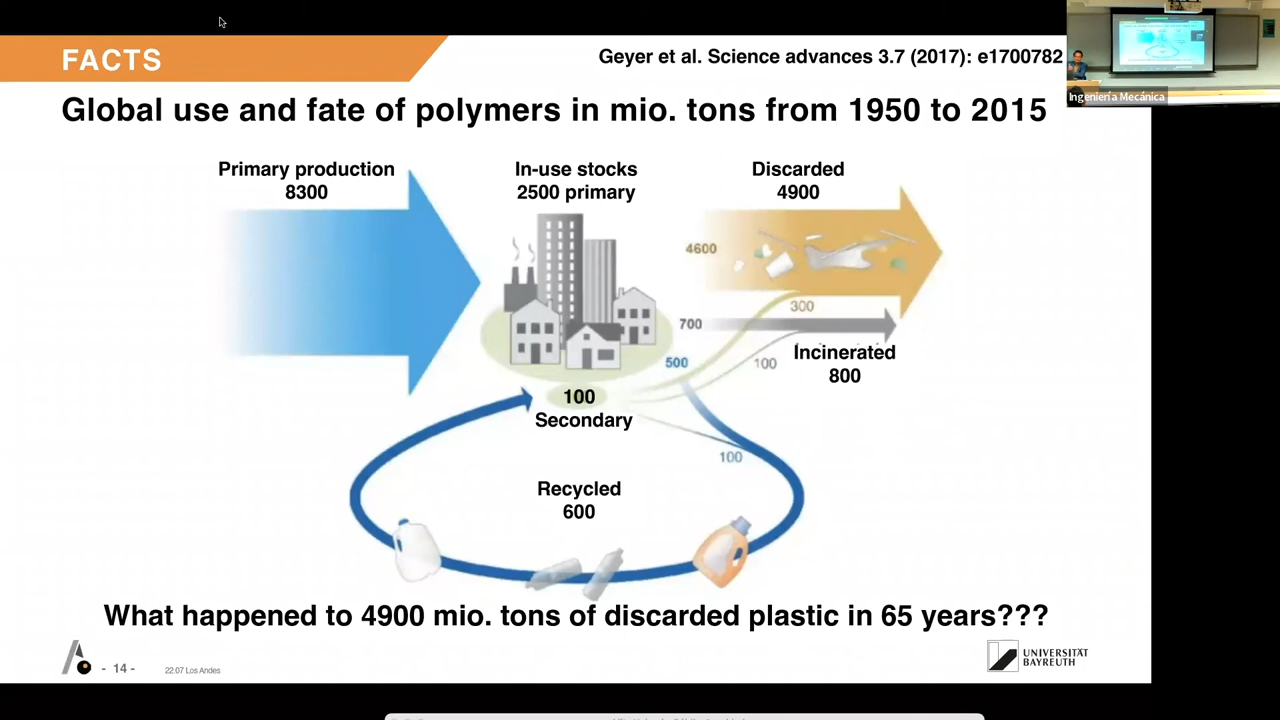 FACTS
Geyer et al. Science advances 3.7 (2017): e1700782
Ingeniería Mecánica
Global use and fate of polymers in mio. tons from 1950 to 2015
Primary production
8300
In-use stocks
2500 primary
Discarded
4900
4600
300
700
500
100
Incinerated
800
100
Secondary
100
Recycled
600
What happened to 4900 mio. tons of discarded plastic in 65 years???
- 14 -
22.07 Los Andes
UNIVERSITÄT
BAYREUTH